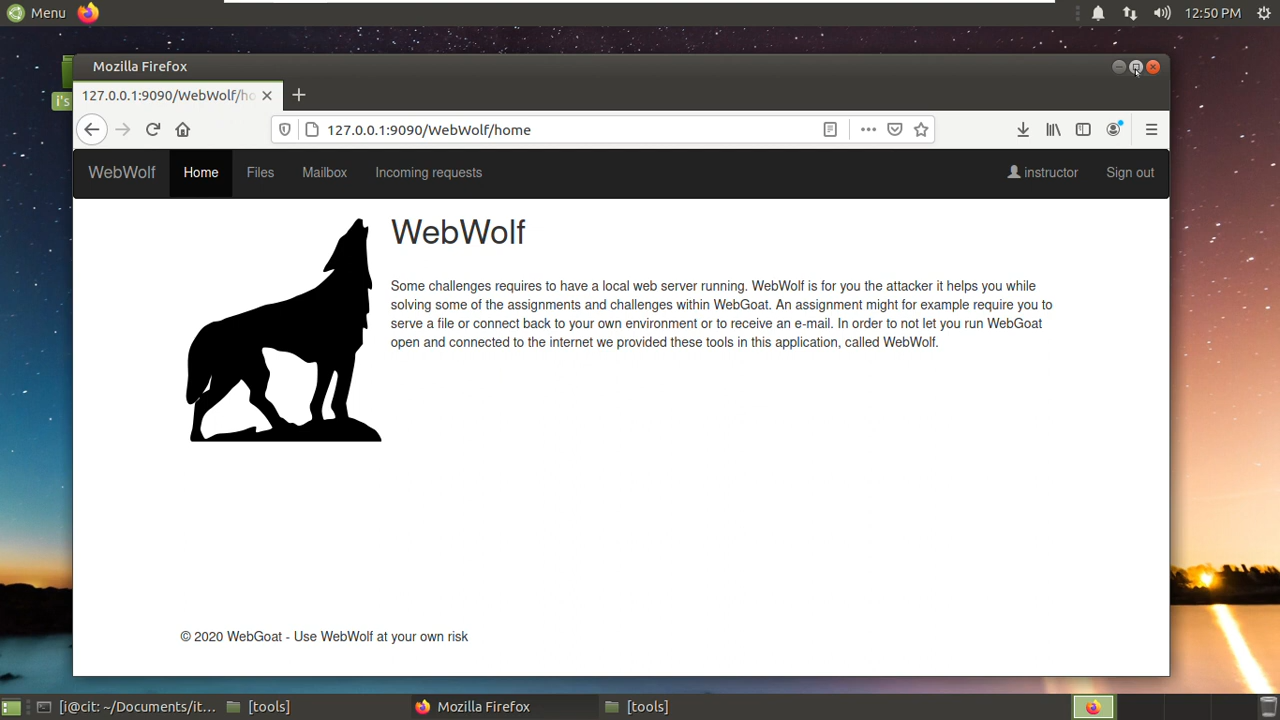 Menu
12:50 PM
i's
Mozilla Firefox
127.0.0.1:9090/WebWolf/ho
127.0.0.1:9090/WebWolf/home
WebWolf Home Files Mailbox Incoming requests instructor Sign out
WebWolf
Some challenges requires to have a local web server running. WebWolf is for you the attacker it helps you while
solving some of the assignments and challenges within WebGoat. An assignment might for example require you to
serve a file or connect back to your own environment or to receive an e-mail. In order to not let you run WebGoat
open and connected to the internet we provided these tools in this application, called WebWolf.
© 2020 WebGoat - Use WebWolf at your own risk
[i@cit: ~/Documents/it... [tools] Mozilla Firefox [tools]